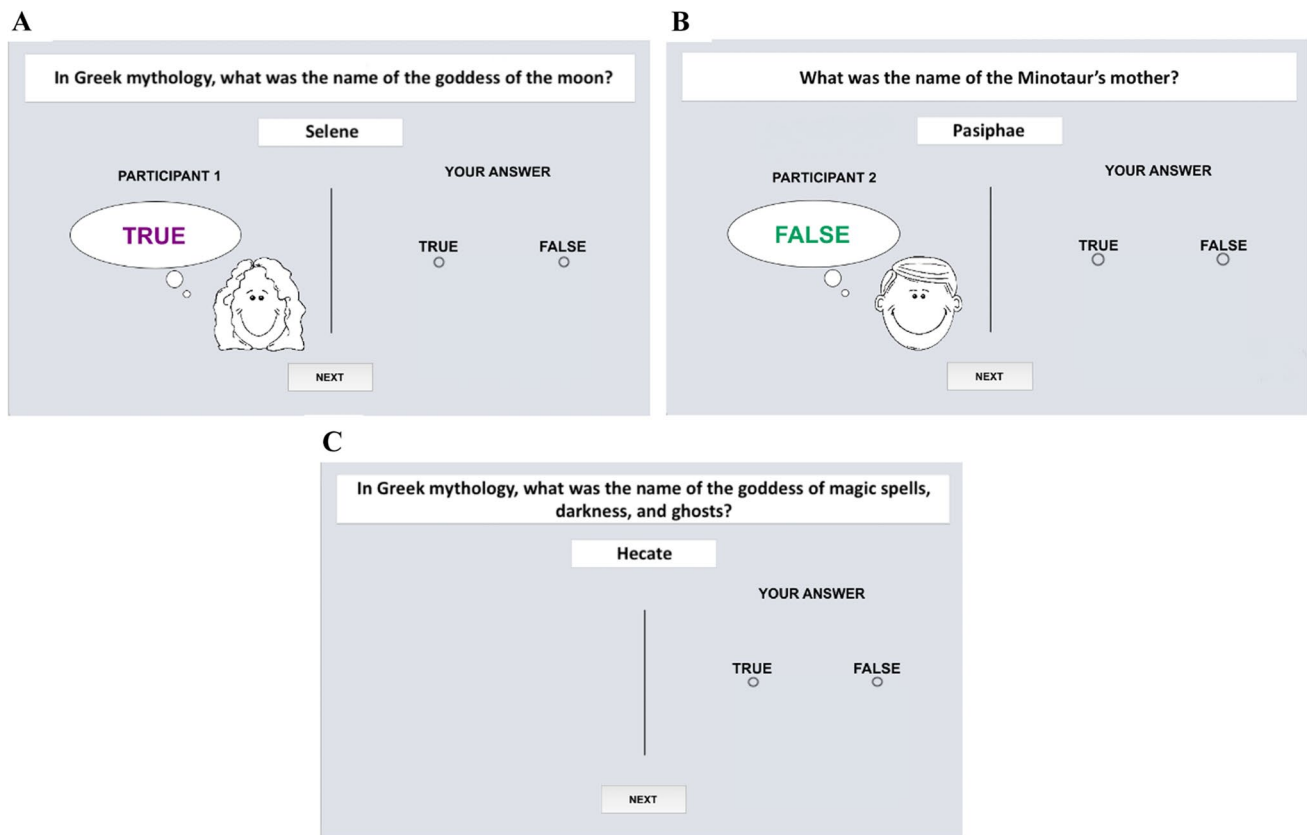 A
In Greek mythology, what was the name of the goddess of the moon?
Selene
PARTICIPANT 1
TRUE
YOUR ANSWER
TRUE FALSE
NEXT
B
What was the name of the Minotaur's mother?
Pasiphae
PARTICIPANT 2
FALSE
YOUR ANSWER
TRUE FALSE
NEXT
C
In Greek mythology, what was the name of the goddess of magic spells,
darkness, and ghosts?
Hecate
YOUR ANSWER
TRUE FALSE
NEXT